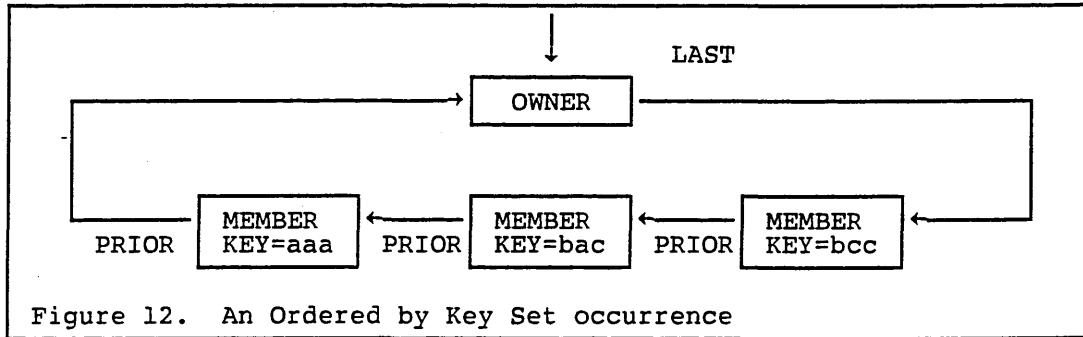 LAST
OWNER
MEMBER MEMBER MEMBER
PRIOR KEY=aaa PRIOR KEY=bac PRIOR KEY=bcc
Figure 12. An Ordered by Key Set occurrence